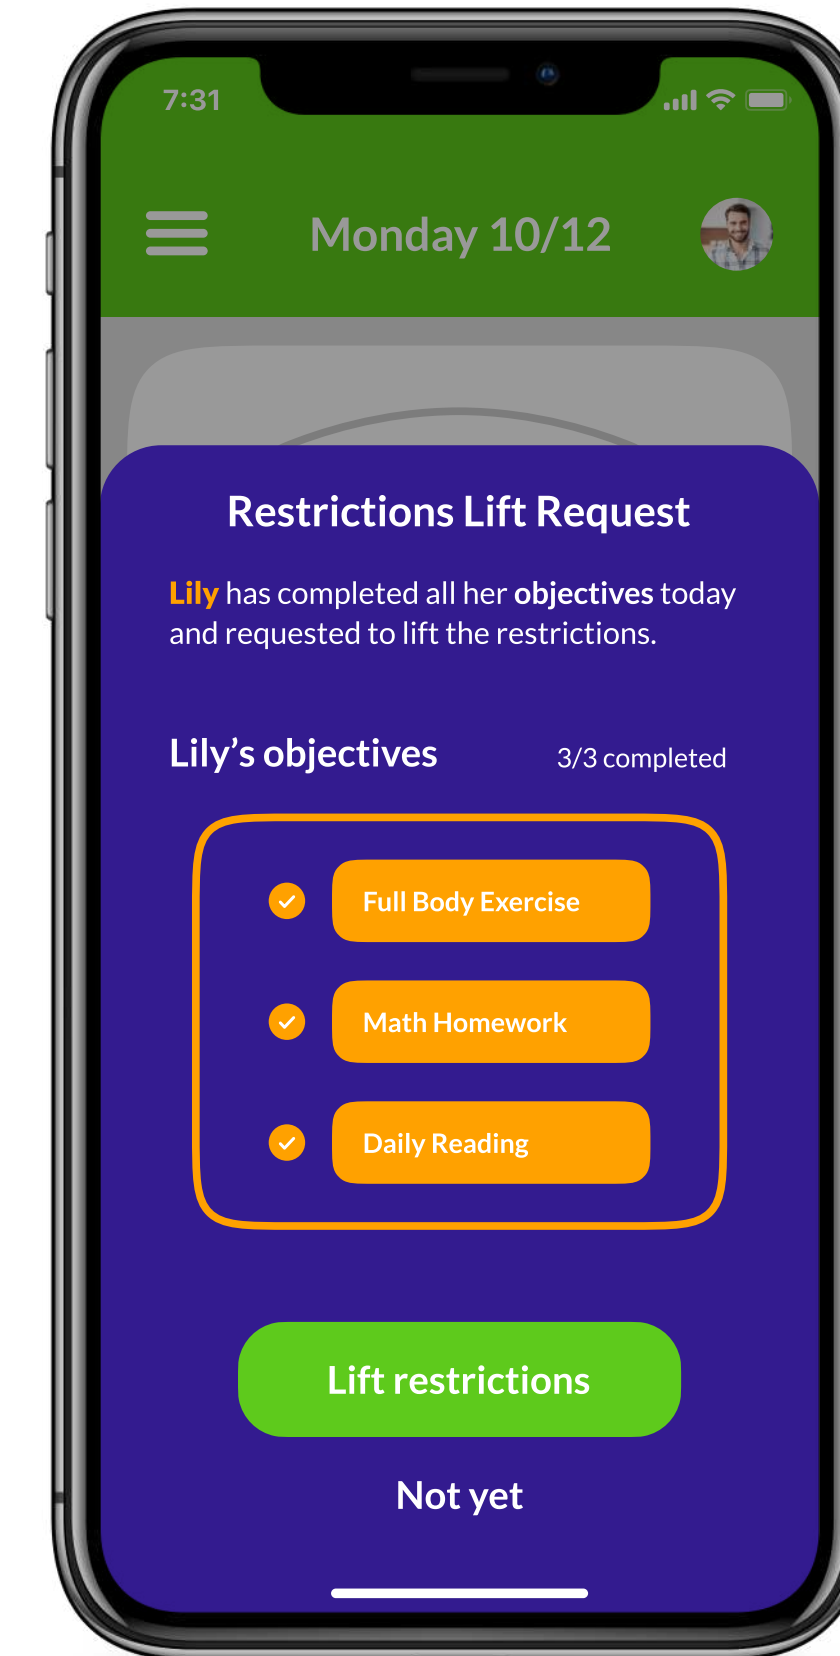 7:31
Monday 10/12
Restrictions Lift Request
Lily has completed all her objectives today
and requested to lift the restrictions.
Lily’s objectives
3/3 completed
Full Body Exercise
Math Homework
Daily Reading
Lift restrictions
Not yet